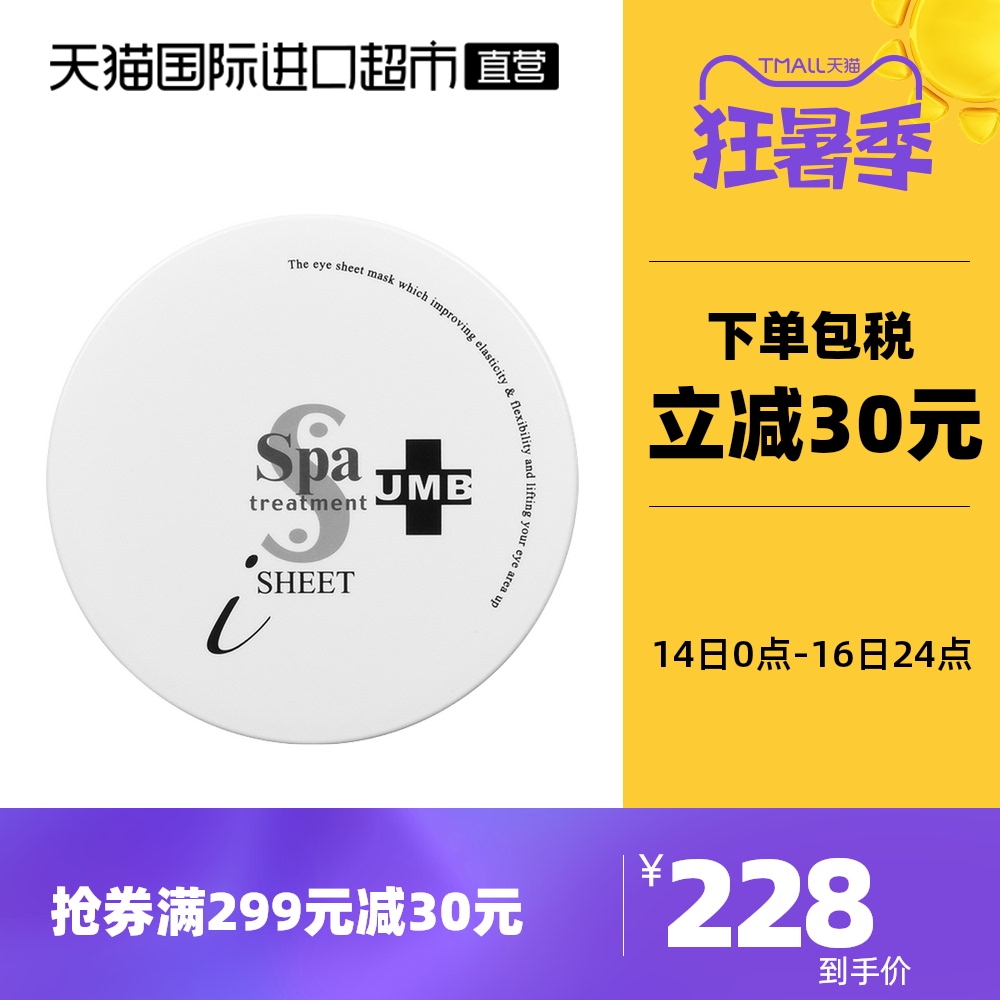 天猫国际进口超市 直营
TMALL天猫
狂暑季
下单包税
立减30元
14日0点-16日24点
The eye sheet mask which improving elasticity & flexibility and lifting your eye area up
S
Spa
treatment
UMB
i SHEET
抢券满299元减30元
¥228
到手价